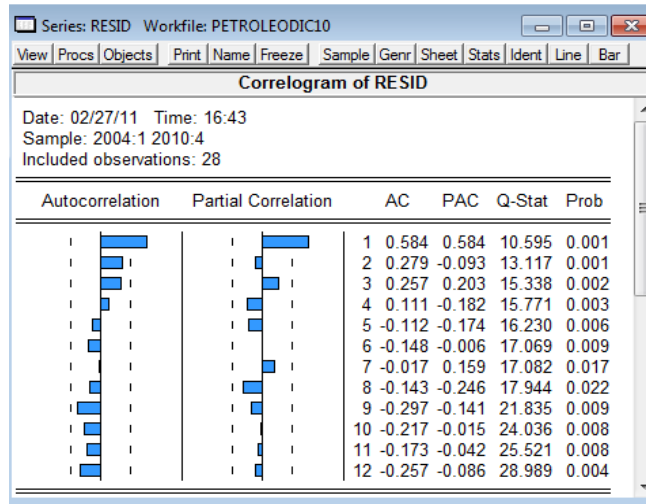 Series: RESID Workfile: PETROLEODIC10
View Procs Objects Print Name Freeze Sample Genr Sheet Stats Ident Line Bar
Correlogram of RESID
Date: 02/27/11 Time: 16:43
Sample: 2004:1 2010:4
Included observations: 28
Autocorrelation Partial Correlation AC PAC Q-Stat Prob
1 0.584 0.584 10.595 0.001
2 0.279 -0.093 13.117 0.001
3 0.257 0.203 15.338 0.002
4 0.111 -0.182 15.771 0.003
5 -0.112 -0.174 16.230 0.006
6 -0.148 -0.006 17.069 0.009
7 -0.017 0.159 17.082 0.017
8 -0.143 -0.246 17.944 0.022
9 -0.297 -0.141 21.835 0.009
10 -0.217 -0.015 24.036 0.008
11 -0.173 -0.042 25.521 0.008
12 -0.257 -0.086 28.989 0.004